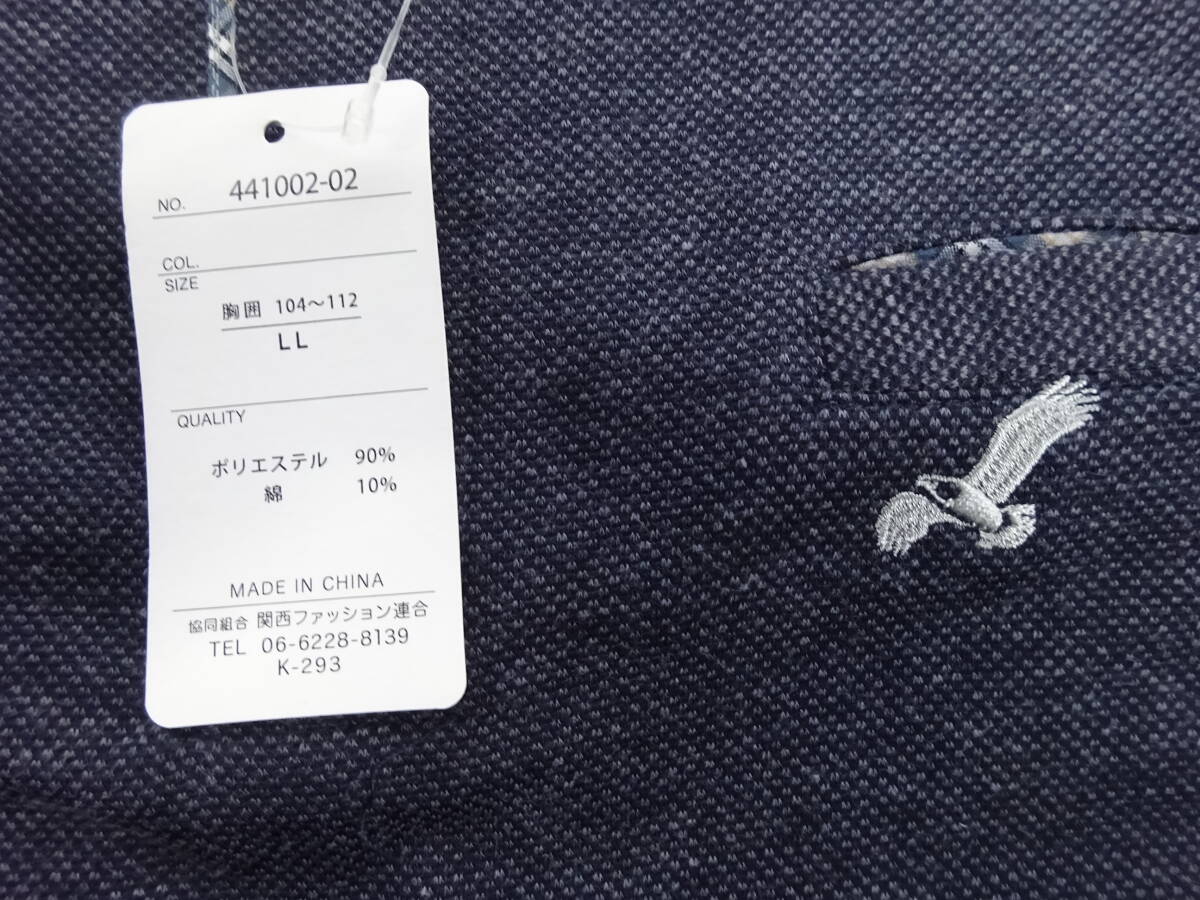 NO. 441002-02
COL.
SIZE
胸囲 104～112
LL
QUALITY
ポリエステル 90%
綿 10%
MADE IN CHINA
協同組合 関西ファッション連合
TEL 06-6228-8139
K-293